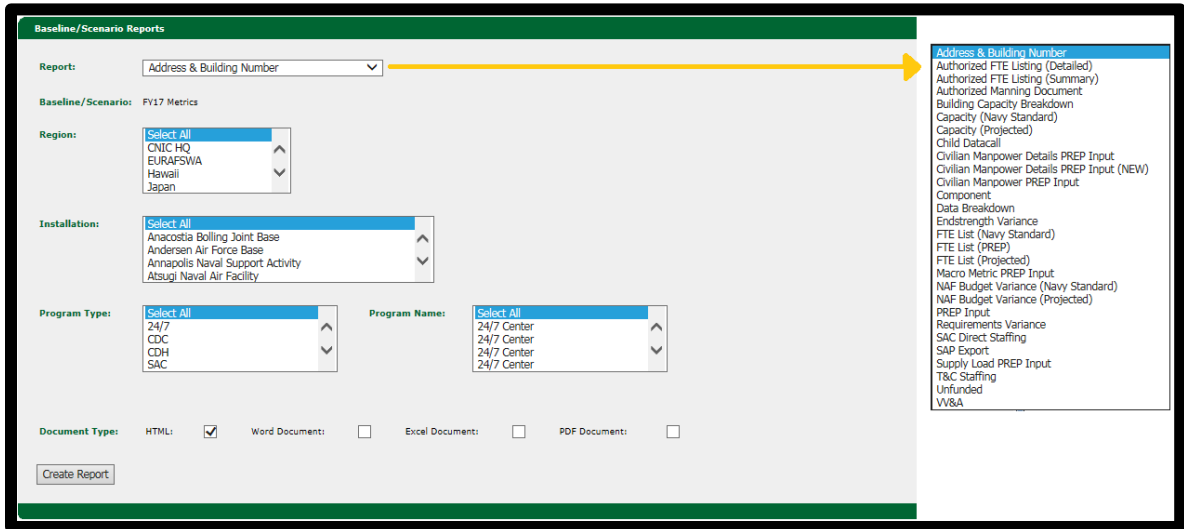 Baseline/Scenario Reports
Report: Address & Building Number
Baseline/Scenario: FY17 Metrics
Region: Select All
CNIC HQ
EURAFSWA
Hawaii
Japan
Installation: Select All
Anacostia Bolling Joint Base
Andersen Air Force Base
Annapolis Naval Support Activity
Atsugi Naval Air Facility
Program Type: Select All
24/7
CDC
CDH
SAC
Program Name: Select All
24/7 Center
24/7 Center
24/7 Center
24/7 Center
Document Type: HTML: Word Document: Excel Document: PDF Document:
Create Report
Address & Building Number
Authorized FTE Listing (Detailed)
Authorized FTE Listing (Summary)
Authorized Manning Document
Building Capacity Breakdown
Capacity (Navy Standard)
Capacity (Projected)
Child Datacall
Civilian Manpower Details PREP Input
Civilian Manpower Details PREP Input (NEW)
Civilian Manpower PREP Input
Component
Data Breakdown
Endstrength Variance
FTE List (Navy Standard)
FTE List (PREP)
FTE List (Projected)
Macro Metric PREP Input
NAF Budget Variance (Navy Standard)
NAF Budget Variance (Projected)
PREP Input
Requirements Variance
SAC Direct Staffing
SAP Export
Supply Load PREP Input
T&C Staffing
Unfunded
VV&A